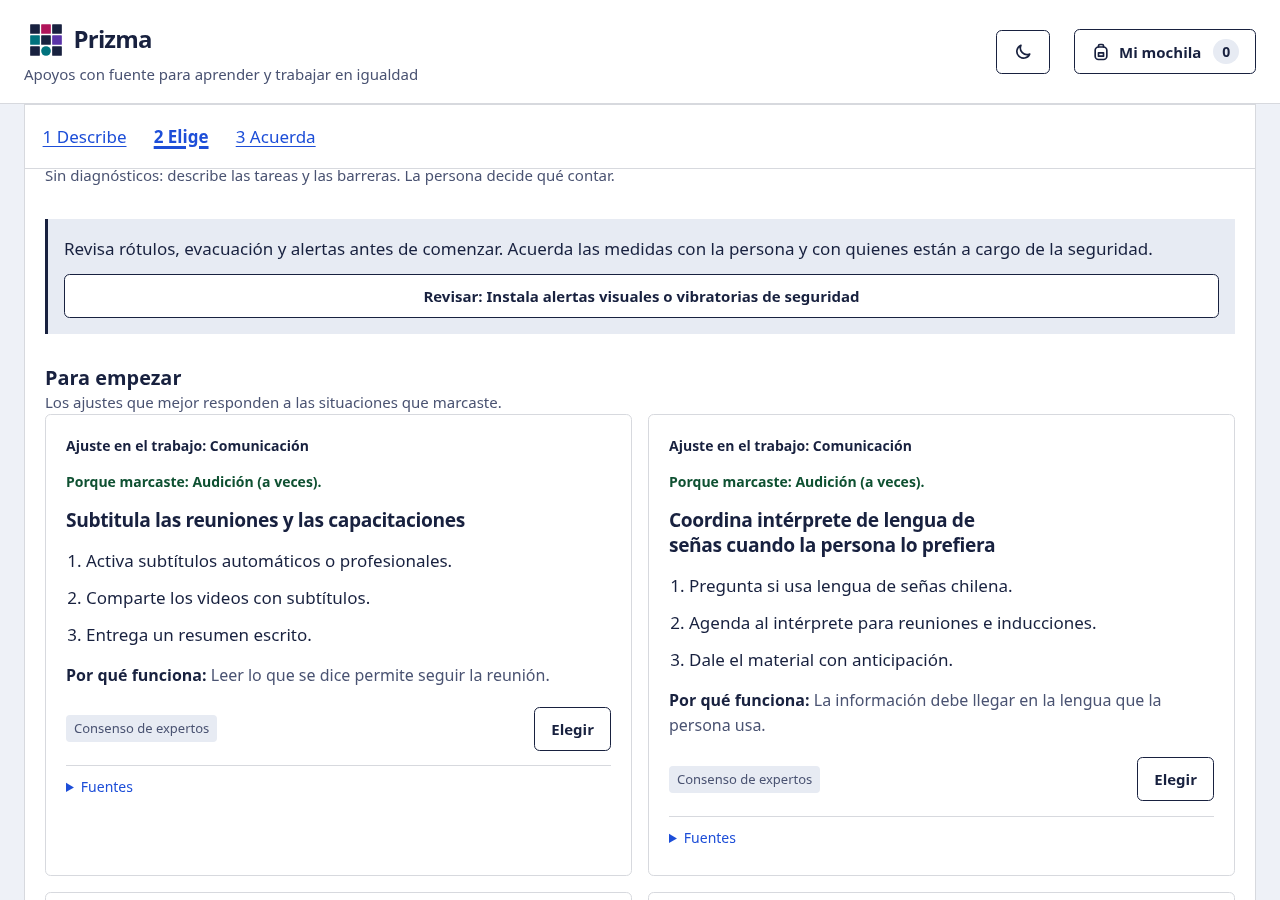 Prizma
Apoyos con fuente para aprender y trabajar en igualdad
Mi mochila 0
1 Describe 2 Elige 3 Acuerda
Sin diagnósticos: describe las tareas y las barreras. La persona decide qué contar.
Revisa rótulos, evacuación y alertas antes de comenzar. Acuerda las medidas con la persona y con quienes están a cargo de la seguridad.
Revisar: Instala alertas visuales o vibratorias de seguridad
Para empezar
Los ajustes que mejor responden a las situaciones que marcaste.
Ajuste en el trabajo: Comunicación
Porque marcaste: Audición (a veces).
Subtitula las reuniones y las capacitaciones
1. Activa subtítulos automáticos o profesionales.
2. Comparte los videos con subtítulos.
3. Entrega un resumen escrito.
Por qué funciona: Leer lo que se dice permite seguir la reunión.
Consenso de expertos
Elegir
Fuentes
Ajuste en el trabajo: Comunicación
Porque marcaste: Audición (a veces).
Coordina intérprete de lengua de
señas cuando la persona lo prefiera
1. Pregunta si usa lengua de señas chilena.
2. Agenda al intérprete para reuniones e inducciones.
3. Dale el material con anticipación.
Por qué funciona: La información debe llegar en la lengua que la
persona usa.
Consenso de expertos
Elegir
Fuentes